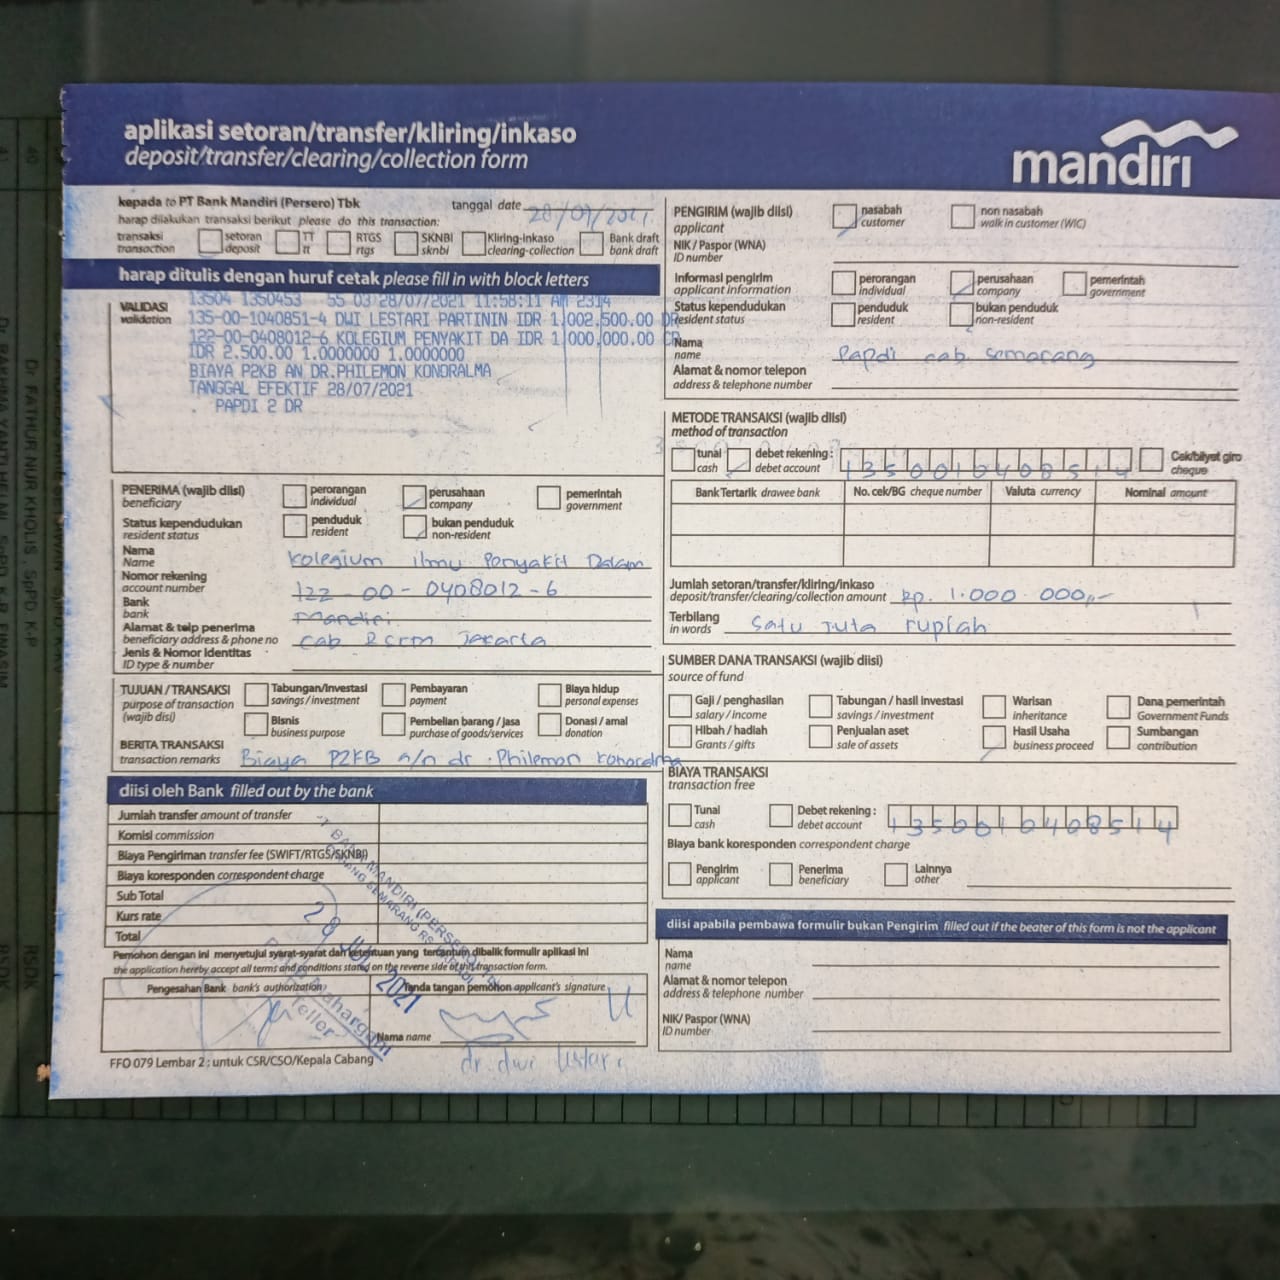 aplikasi setoran/transfer/kliring/inkaso
deposit/transfer/clearing/collection form
mandiri
kepada to PT Bank Mandiri (Persero) Tbk
tanggal date 28/07/2021
harap dilakukan transaksi berikut please do this transaction:
transaksi transaction
setoran deposit
TT tt
RTGS rtgs
SKNBI sknbi
Kliring-inkaso clearing-collection
Bank draft bank draft
harap ditulis dengan huruf cetak please fill in with block letters
VALIDASI validation
13504 1350453 55 03 28/07/2021 11:58:11 AM 2314
135-00-1040851-4 DWI LESTARI PARTININ IDR 1,002,500.00 DR
122-00-0408012-6 KOLEGIUM PENYAKIT DA IDR 1,000,000.00 CR
IDR 2.500.00 1.0000000 1.0000000
BIAYA P2KB AN DR.PHILEMON KONORALMA
TANGGAL EFEKTIF 28/07/2021
PAPDI 2 DR
PENERIMA (wajib diisi) beneficiary
perorangan individual
perusahaan company
pemerintah government
Status kependudukan resident status
penduduk resident
bukan penduduk non-resident
Nama Name Kolegium Ilmu Penyakit Dalam
Nomor rekening account number 122-00-0408012-6
Bank bank Mandiri
Alamat & telp penerima beneficiary address & phone no cab RSCM Jakarta
Jenis & Nomor Identitas ID type & number
TUJUAN / TRANSAKSI purpose of transaction (wajib disi)
Tabungan/Investasi savings/investment
Pembayaran payment
Biaya hidup personal expenses
Bisnis business purpose
Pembelian barang / jasa purchase of goods/services
Donasi / amal donation
BERITA TRANSAKSI transaction remarks Biaya P2KB a/n dr. Philemon
diisi oleh Bank filled out by the bank
Jumlah transfer amount of transfer
Komisi commission
Biaya Pengiriman transfer fee (SWIFT/RTGS/SKNBI)
Biaya koresponden correspondent charge
Sub Total
Kurs rate
Total
Pemohon dengan ini menyetujui syarat-syarat dan ketentuan yang tercantum dibalik formulir aplikasi ini
the application hereby accept all terms and conditions stated on the reverse side of this transaction form.
Pengesahan Bank bank's authorization
Tanda tangan pemohon applicant's signature
PT. BANK MANDIRI (PERSERO)
28 JUL 2021
Teller
Nama name dr. dwi lestari
FFO 079 Lembar 2 : untuk CSR/CSO/Kepala Cabang
PENGIRIM (wajib diisi) applicant
nasabah customer
non nasabah walk in customer (WIC)
NIK / Paspor (WNA) ID number
Informasi pengirim applicant information
perorangan individual
perusahaan company
pemerintah government
Status kependudukan resident status
penduduk resident
bukan penduduk non-resident
Nama name Papdi cab. Semarang
Alamat & nomor telepon address & telephone number
METODE TRANSAKSI (wajib diisi) method of transaction
tunai cash
debet rekening : debet account 1350010408514
Cek/bilyet giro cheque
Bank Tertarik drawee bank
No. cek/BG cheque number
Valuta currency
Nominal amount
Jumlah setoran/transfer/kliring/inkaso
deposit/transfer/clearing/collection amount Rp. 1.000.000,-
Terbilang in words Satu Juta rupiah
SUMBER DANA TRANSAKSI (wajib diisi) source of fund
Gaji / penghasilan salary / income
Tabungan / hasil investasi savings / investment
Warisan inheritance
Dana pemerintah Government Funds
Hibah / hadiah Grants / gifts
Penjualan aset sale of assets
Hasil Usaha business proceed
Sumbangan contribution
BIAYA TRANSAKSI transaction free
Tunai cash
Debet rekening : debet account 1350010408514
Biaya bank koresponden correspondent charge
Pengirim applicant
Penerima beneficiary
Lainnya other
diisi apabila pembawa formulir bukan Pengirim filled out if the beater of this form is not the applicant
Nama name
Alamat & nomor telepon address & telephone number
NIK/ Paspor (WNA) ID number
Dr. FATHUR NUR KHOLIS , SpPD, K-P
RSDK